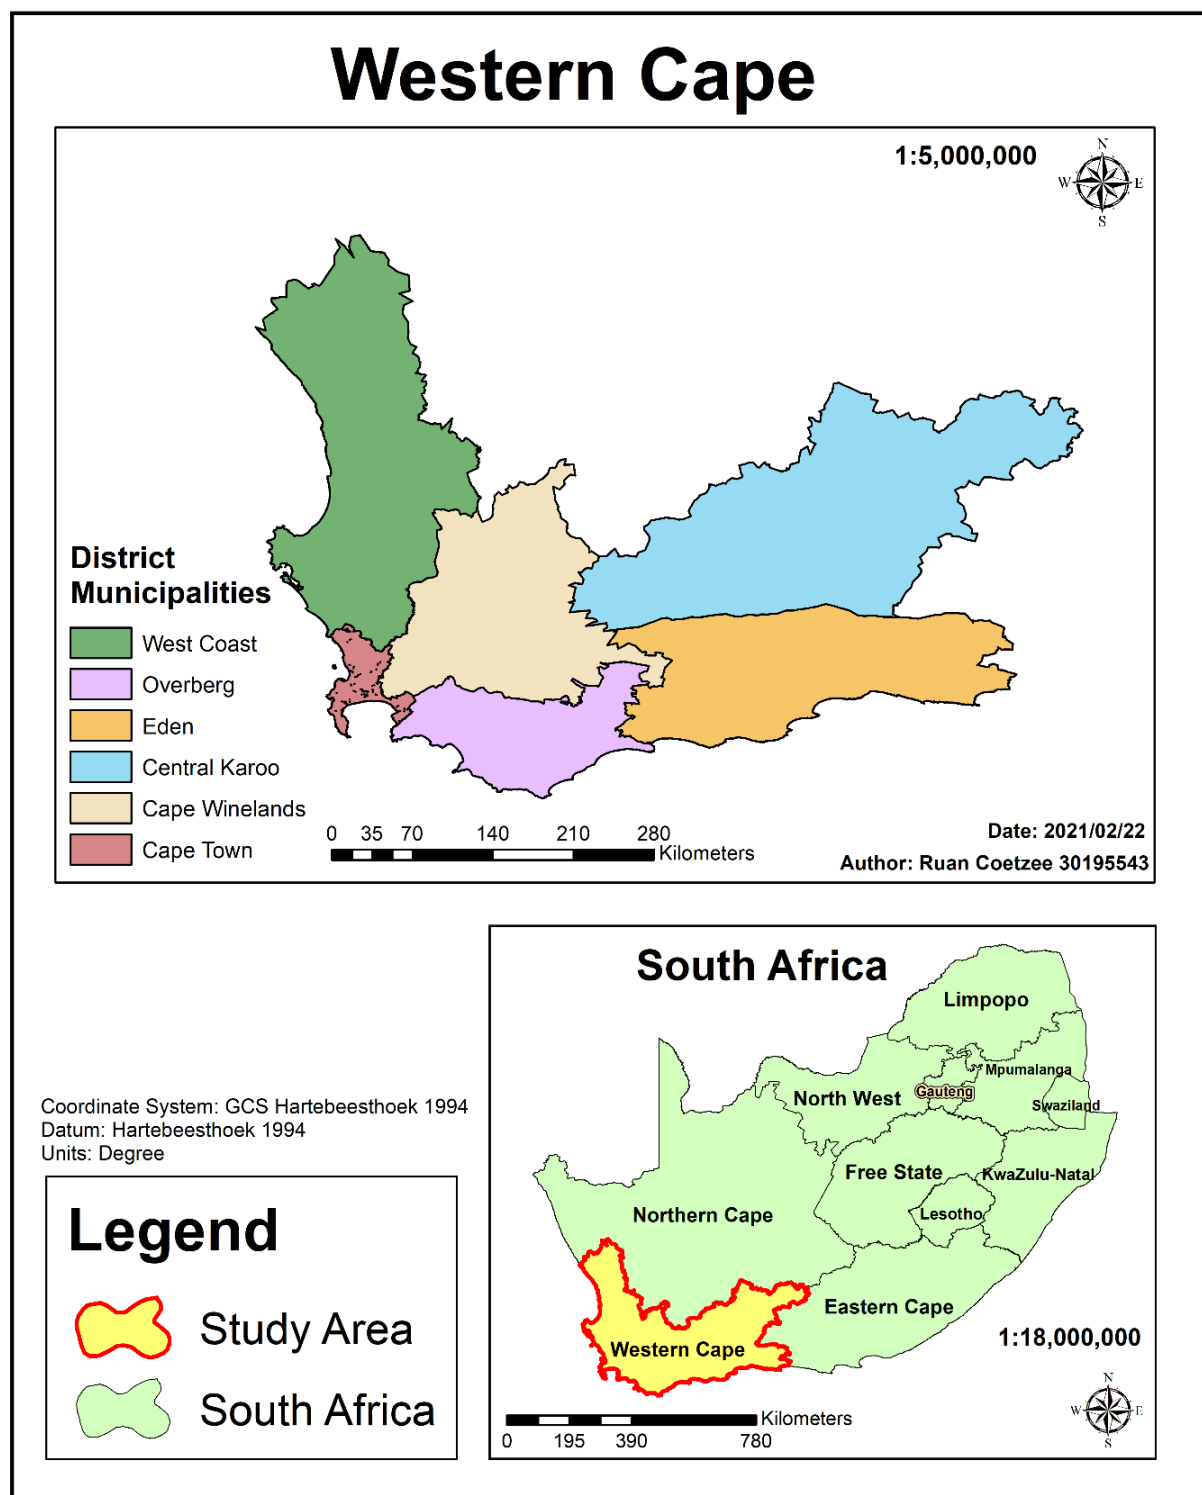 Western Cape
1:5,000,000
N
W E
S
District
Municipalities
West Coast
Overberg
Eden
Central Karoo
Cape Winelands
Cape Town
0 35 70 140 210 280
Kilometers
Date: 2021/02/22
Author: Ruan Coetzee 30195543
South Africa
Limpopo
Mpumalanga
North West
Gauteng
Swaziland
Free State
KwaZulu-Natal
Northern Cape
Lesotho
Eastern Cape
Western Cape
1:18,000,000
N
W E
S
Kilometers
0 195 390 780
Coordinate System: GCS Hartebeesthoek 1994
Datum: Hartebeesthoek 1994
Units: Degree
Legend
Study Area
South Africa